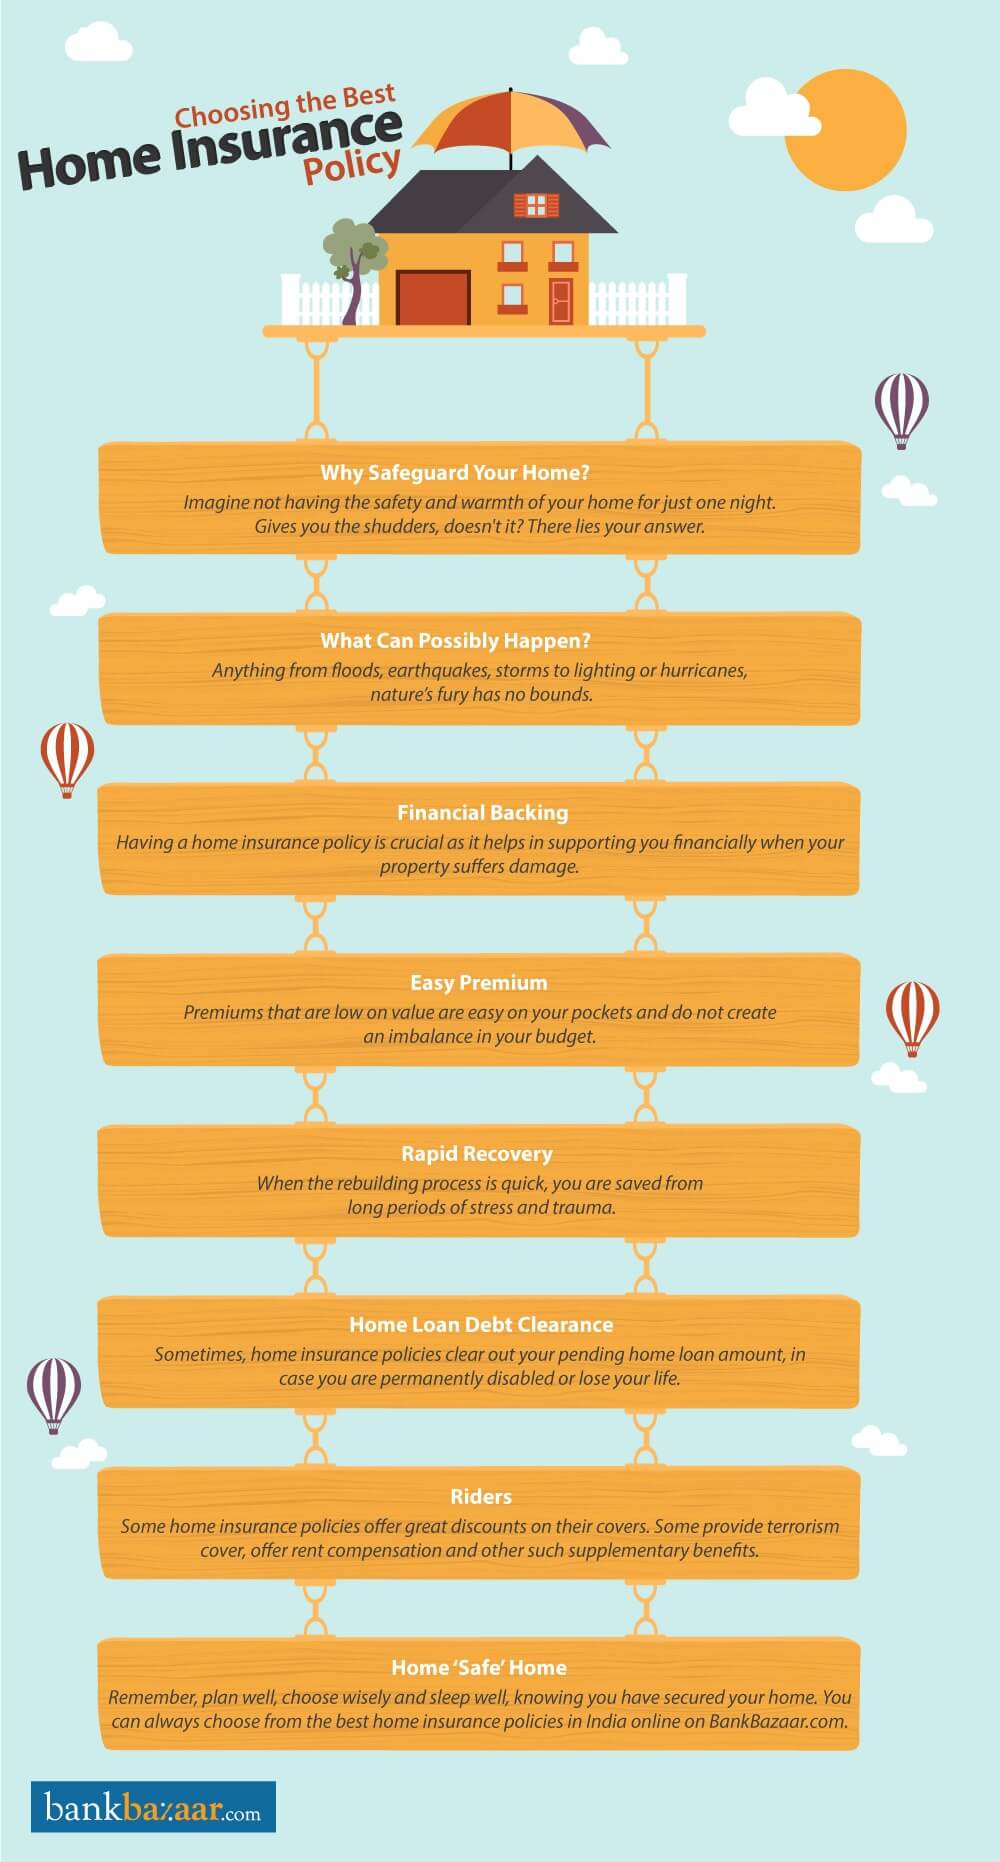 Choosing the Best
Home Insurance
Policy
Why Safeguard Your Home?
Imagine not having the safety and warmth of your home for just one night.
Gives you the shudders, doesn't it? There lies your answer.
What Can Possibly Happen?
Anything from floods, earthquakes, storms to lighting or hurricanes,
nature's fury has no bounds.
Financial Backing
Having a home insurance policy is crucial as it helps in supporting you financially when your
property suffers damage.
Easy Premium
Premiums that are low on value are easy on your pockets and do not create
an imbalance in your budget.
Rapid Recovery
When the rebuilding process is quick, you are saved from
long periods of stress and trauma.
Home Loan Debt Clearance
Sometimes, home insurance policies clear out your pending home loan amount, in
case you are permanently disabled or lose your life.
Riders
Some home insurance policies offer great discounts on their covers. Some provide terrorism
cover, offer rent compensation and other such supplementary benefits.
Home ‘Safe’ Home
Remember, plan well, choose wisely and sleep well, knowing you have secured your home. You
can always choose from the best home insurance policies in India online on BankBazaar.com.
bankbazaar.com